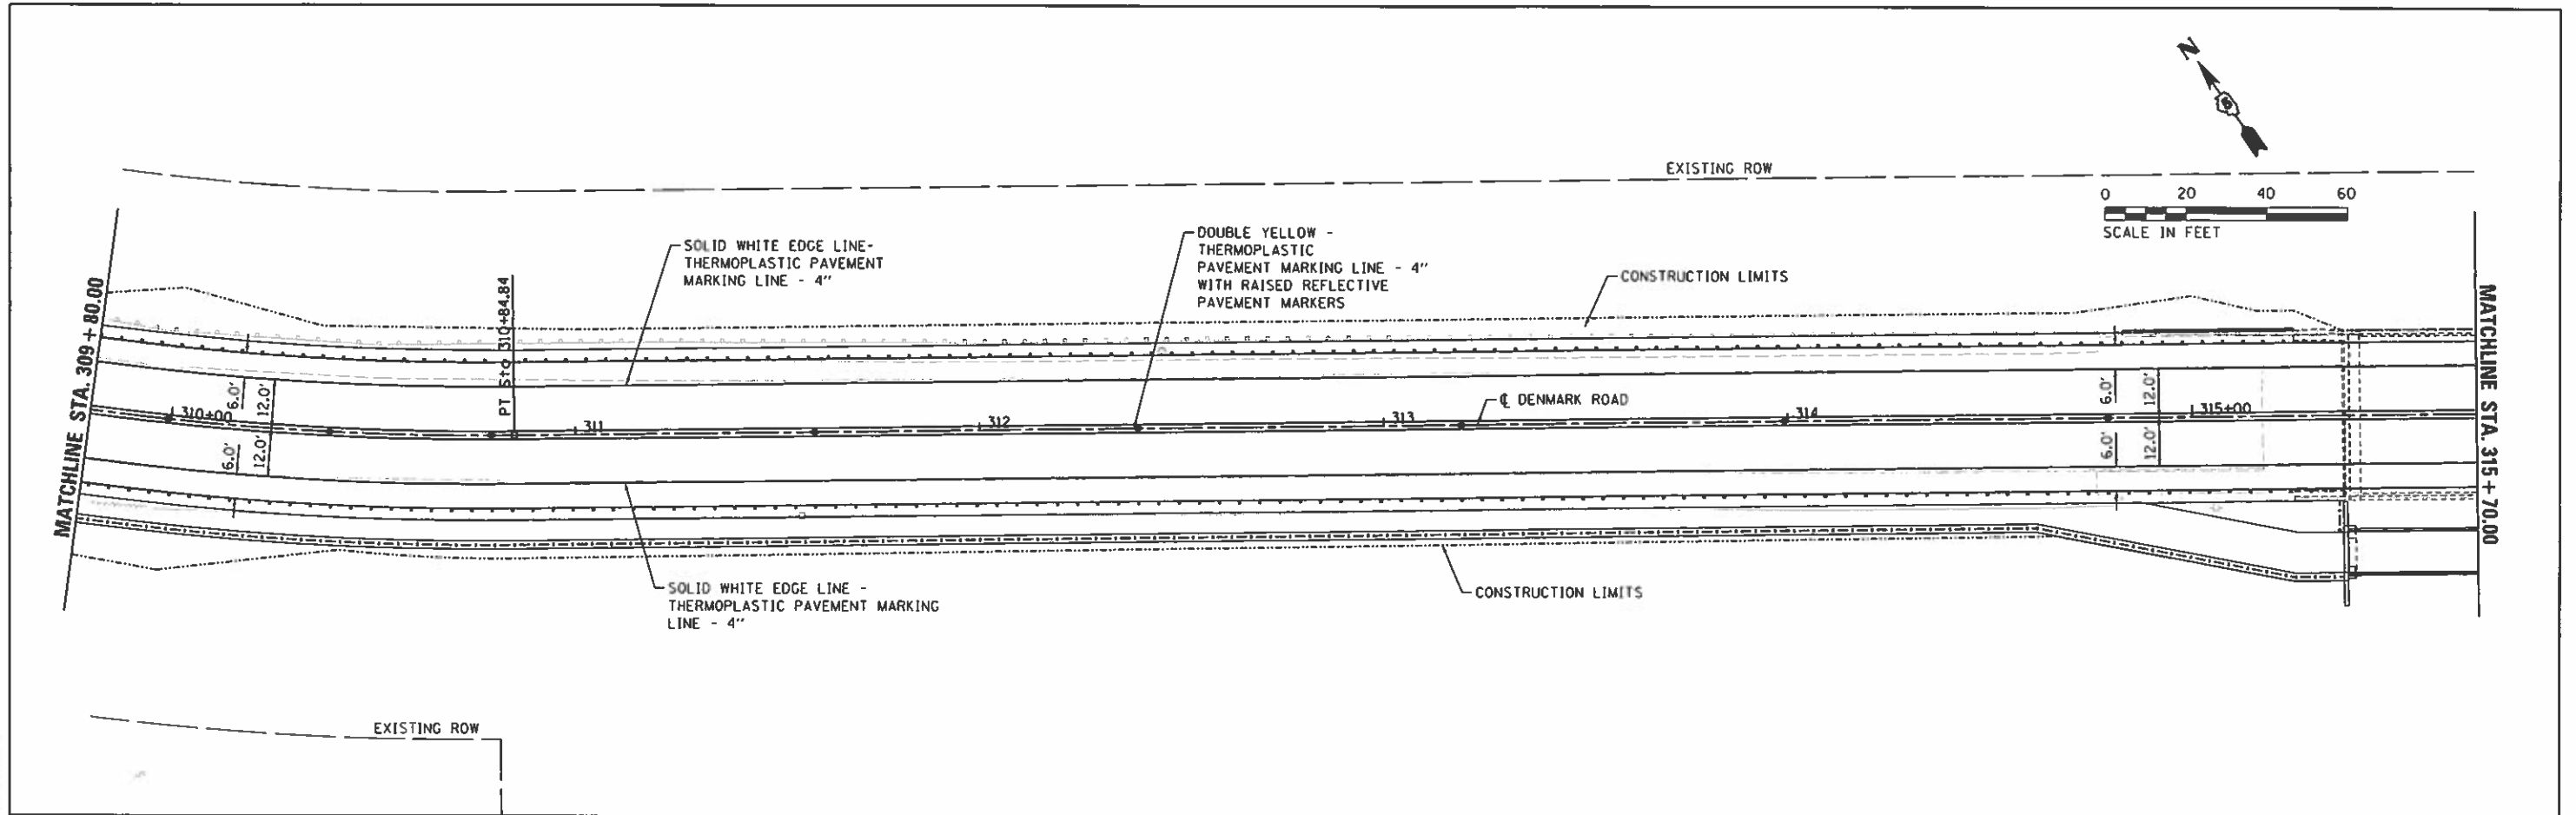 N
EXISTING ROW
0 20 40 60
SCALE IN FEET
SOLID WHITE EDGE LINE-
THERMOPLASTIC PAVEMENT
MARKING LINE - 4"
DOUBLE YELLOW -
THERMOPLASTIC
PAVEMENT MARKING LINE - 4"
WITH RAISED REFLECTIVE
PAVEMENT MARKERS
CONSTRUCTION LIMITS
MATCHLINE STA. 309+80.00
PT Sta 310+84.84
MATCHLINE STA. 315+70.00
6.0'
12.0'
6.0'
12.0'
310+00
311
312
313
℄ DENMARK ROAD
314
6.0'
12.0'
6.0'
12.0'
315+00
SOLID WHITE EDGE LINE -
THERMOPLASTIC PAVEMENT MARKING
LINE - 4"
CONSTRUCTION LIMITS
EXISTING ROW